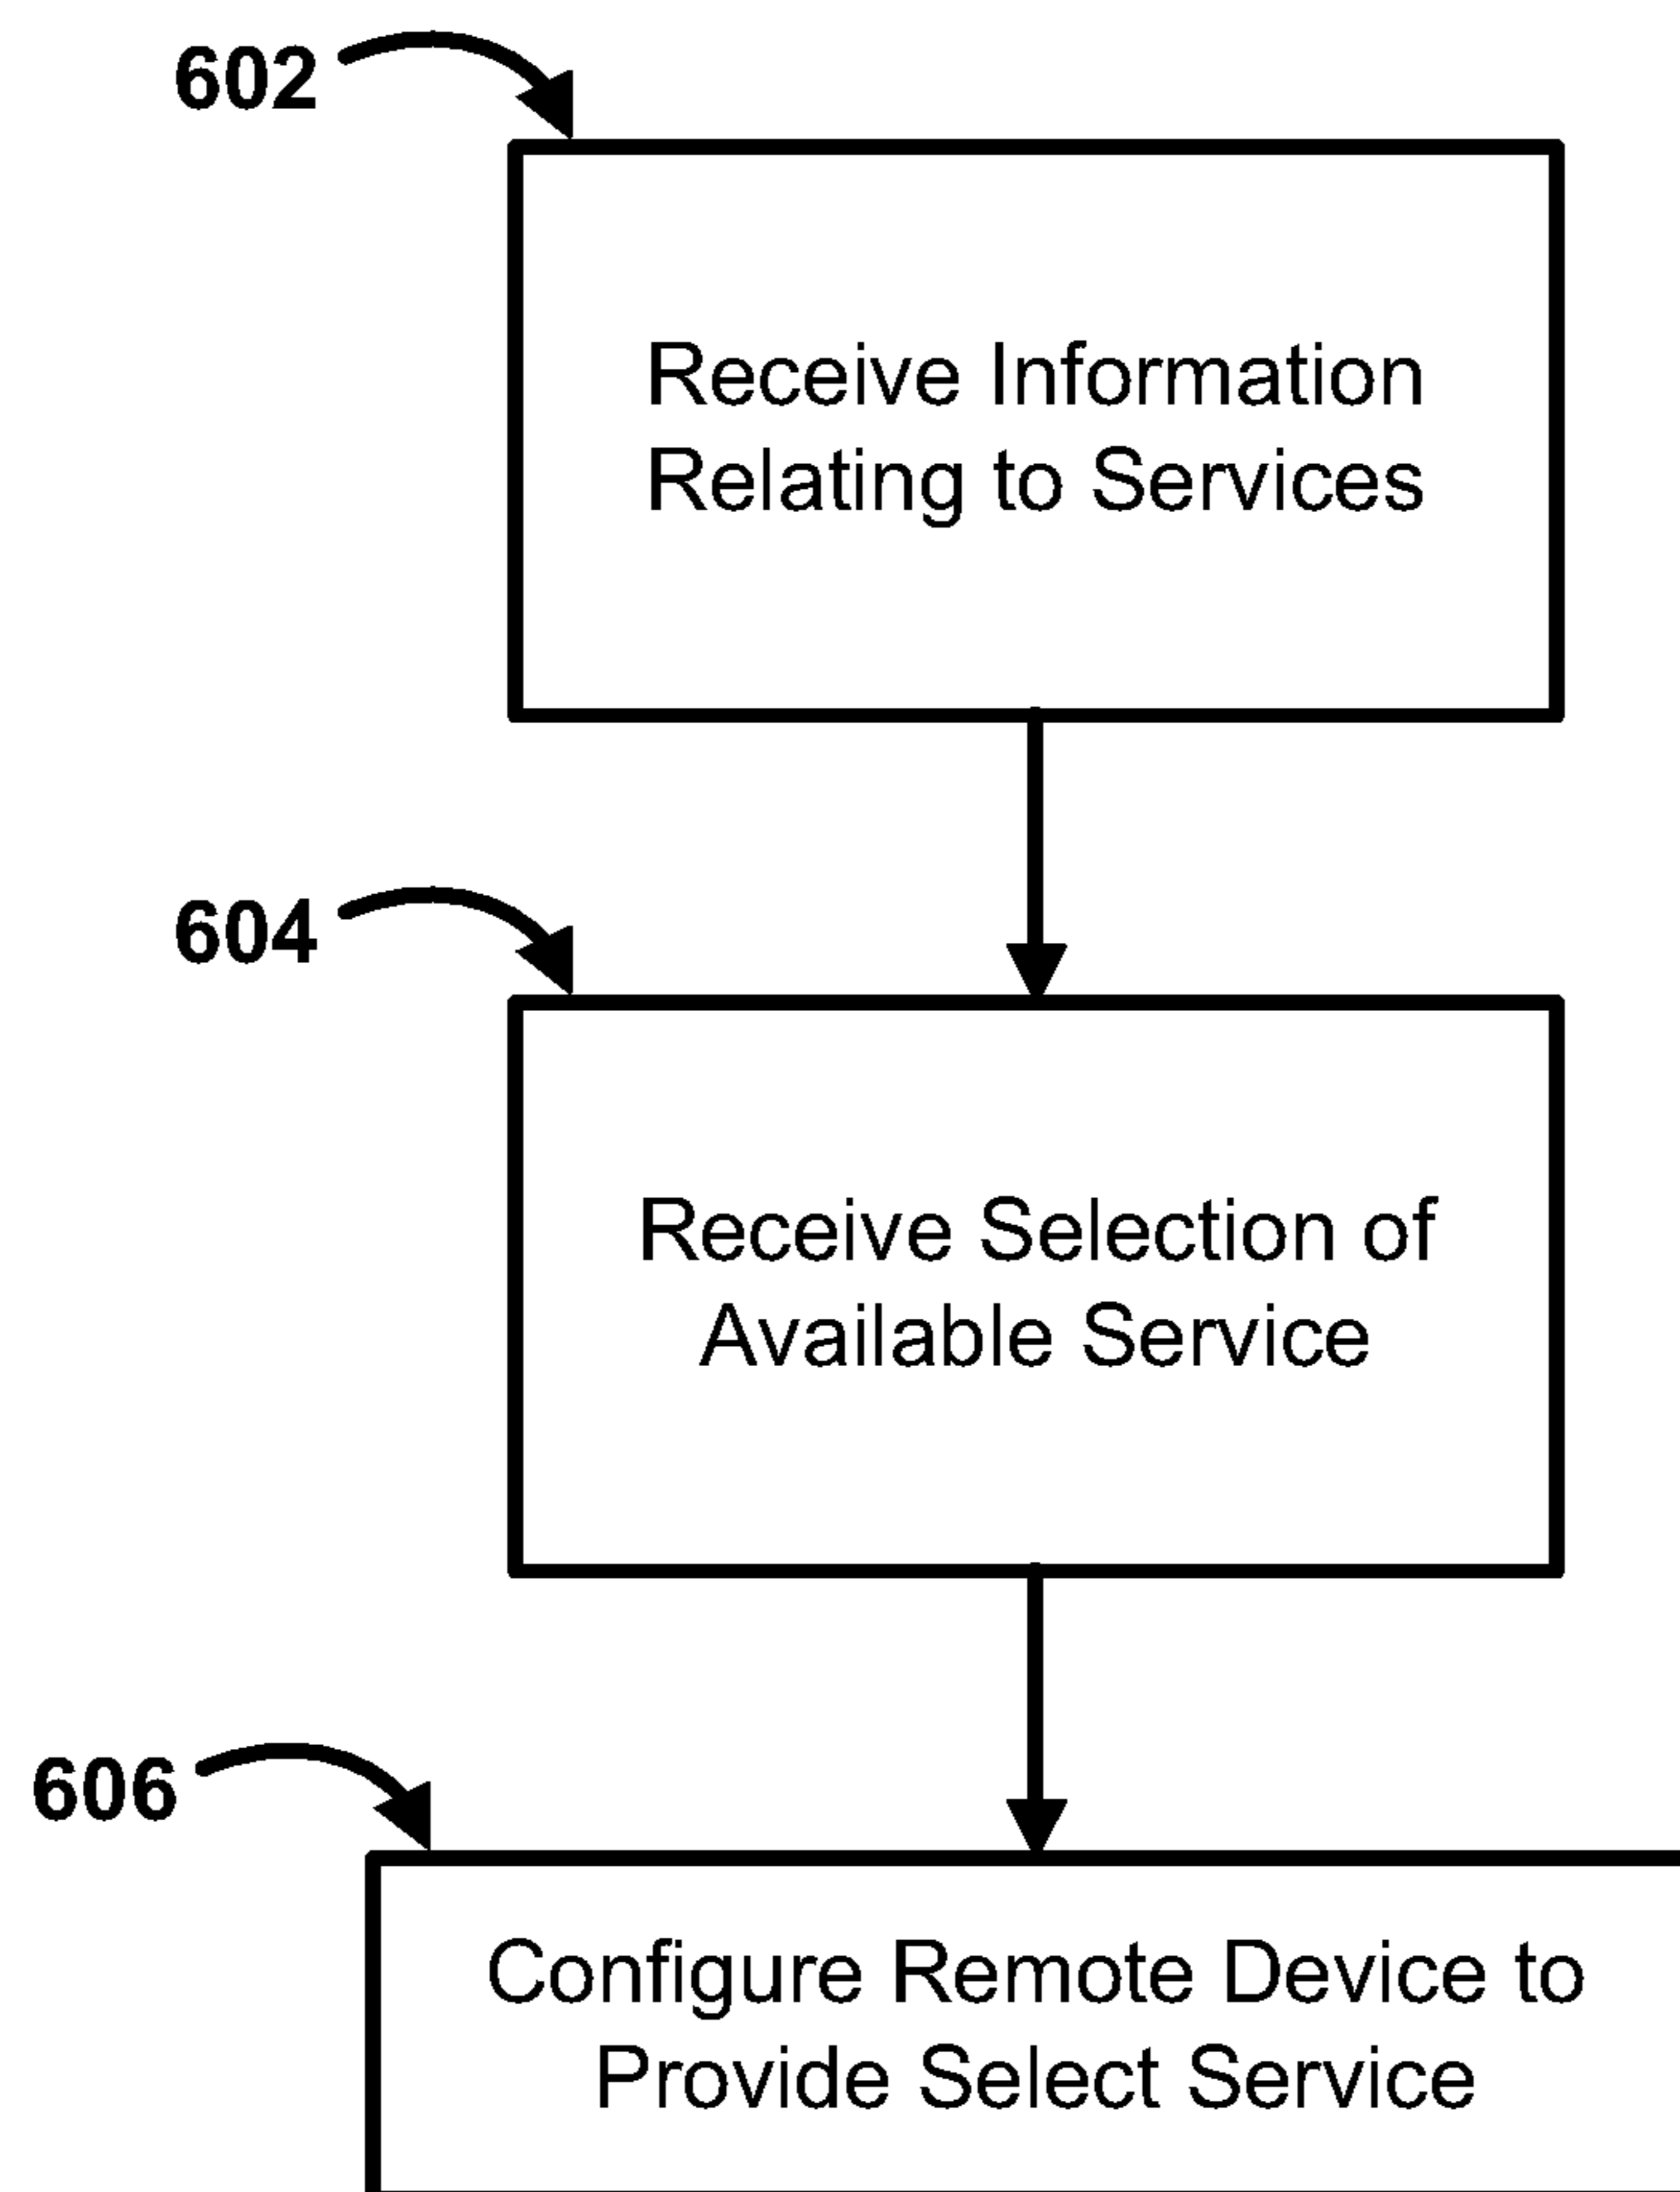 602
Receive Information
Relating to Services
604
Receive Selection of
Available Service
606
Configure Remote Device to
Provide Select Service